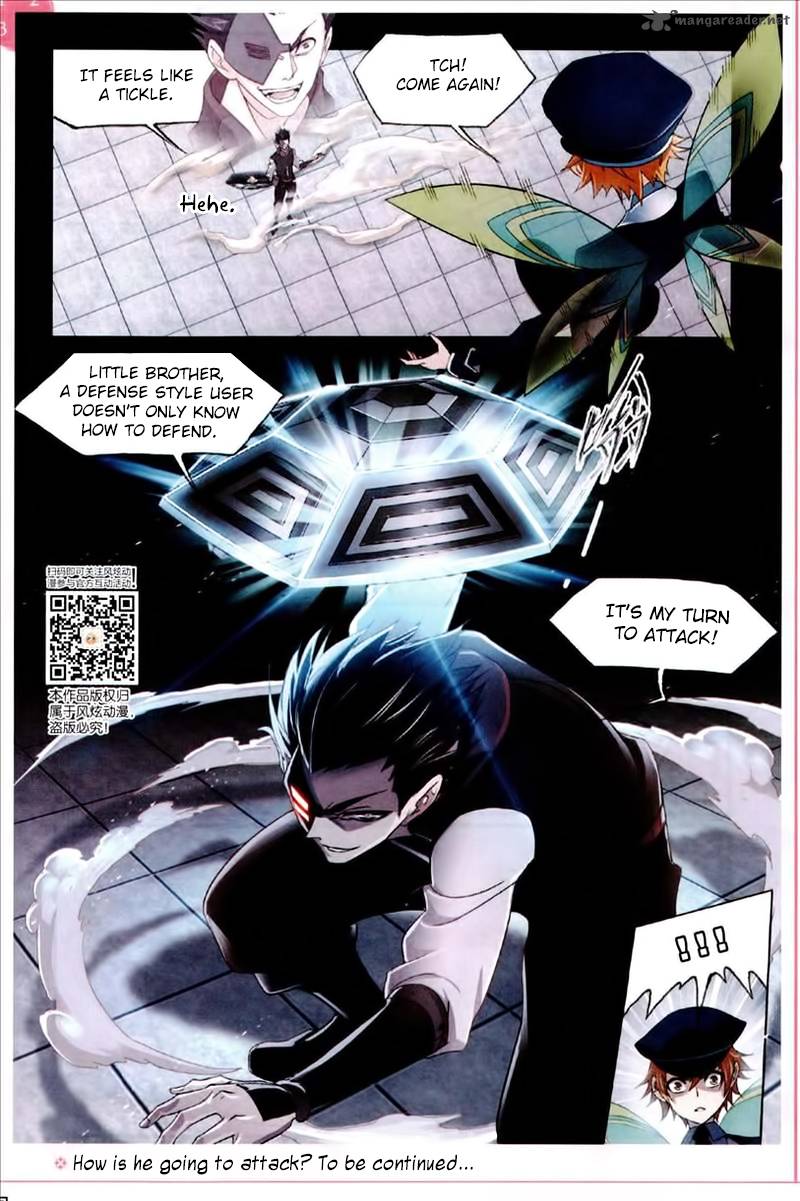 2
3
mangareader.net
IT FEELS LIKE
A TICKLE.
TCH!
COME AGAIN!
Hehe.
LITTLE BROTHER,
A DEFENSE STYLE USER
DOESN'T ONLY KNOW
HOW TO DEFEND.
扫码即可关注风炫动
漫参与官方互动活动.
本作品版权归
属于风炫动漫.
盗版必究!
IT'S MY TURN
TO ATTACK!
!!!
How is he going to attack? To be continued...